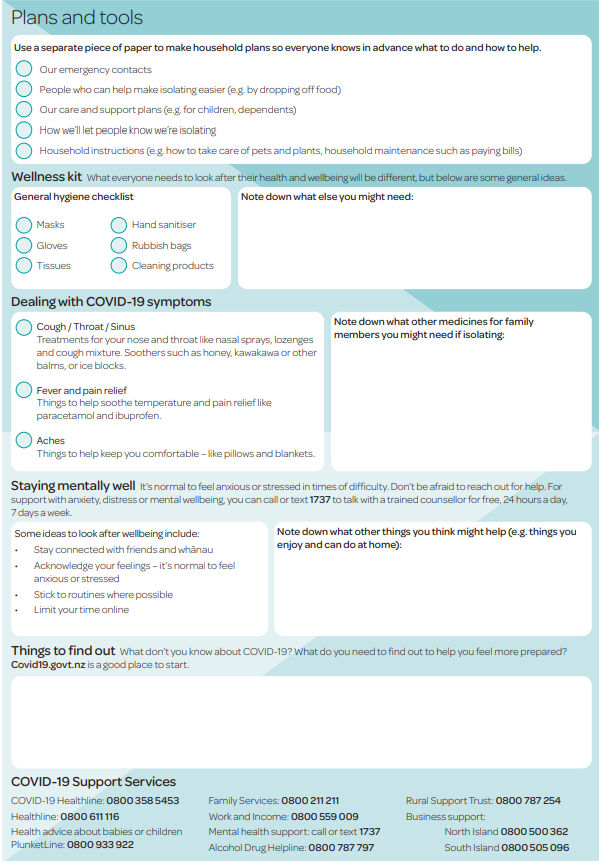 Plans and tools
Use a separate piece of paper to make household plans so everyone knows in advance what to do and how to help.
Our emergency contacts
People who can help make isolating easier (e.g. by dropping off food)
Our care and support plans (e.g. for children, dependents)
How we'll let people know we're isolating
Household instructions (e.g. how to take care of pets and plants, household maintenance such as paying bills)
Wellness kit What everyone needs to look after their health and wellbeing will be different, but below are some general ideas.
General hygiene checklist
Masks
Gloves
Tissues
Hand sanitiser
Rubbish bags
Cleaning products
Note down what else you might need:
Dealing with COVID-19 symptoms
Cough / Throat / Sinus
Treatments for your nose and throat like nasal sprays, lozenges
and cough mixture. Soothers such as honey, kawakawa or other
balms, or ice blocks.
Fever and pain relief
Things to help soothe temperature and pain relief like
paracetamol and ibuprofen.
Aches
Things to help keep you comfortable – like pillows and blankets.
Note down what other medicines for family
members you might need if isolating:
Staying mentally well It's normal to feel anxious or stressed in times of difficulty. Don't be afraid to reach out for help. For
support with anxiety, distress or mental wellbeing, you can call or text 1737 to talk with a trained counsellor for free, 24 hours a day,
7 days a week.
Some ideas to look after wellbeing include:
• Stay connected with friends and whānau
• Acknowledge your feelings – it's normal to feel
anxious or stressed
• Stick to routines where possible
• Limit your time online
Note down what other things you think might help (e.g. things you
enjoy and can do at home):
Things to find out What don't you know about COVID-19? What do you need to find out to help you feel more prepared?
Covid19.govt.nz is a good place to start.
COVID-19 Support Services
COVID-19 Healthline: 0800 358 5453
Healthline: 0800 611 116
Health advice about babies or children
PlunketLine: 0800 933 922
Family Services: 0800 211 211
Work and Income: 0800 559 009
Mental health support: call or text 1737
Alcohol Drug Helpline: 0800 787 797
Rural Support Trust: 0800 787 254
Business support:
North Island 0800 500 362
South Island 0800 505 096